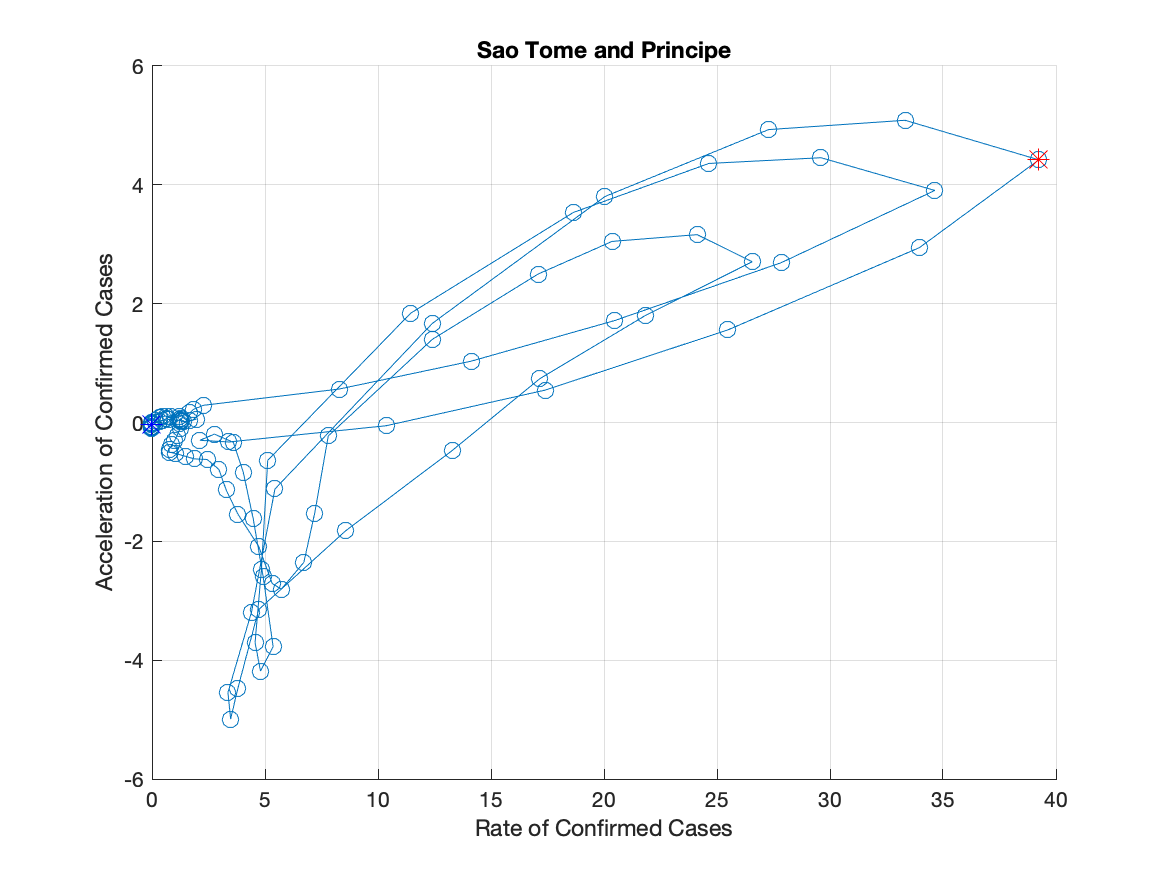 Sao Tome and Principe
Acceleration of Confirmed Cases
6
4
2
0
-2
-4
-6
0 5 10 15 20 25 30 35 40
Rate of Confirmed Cases